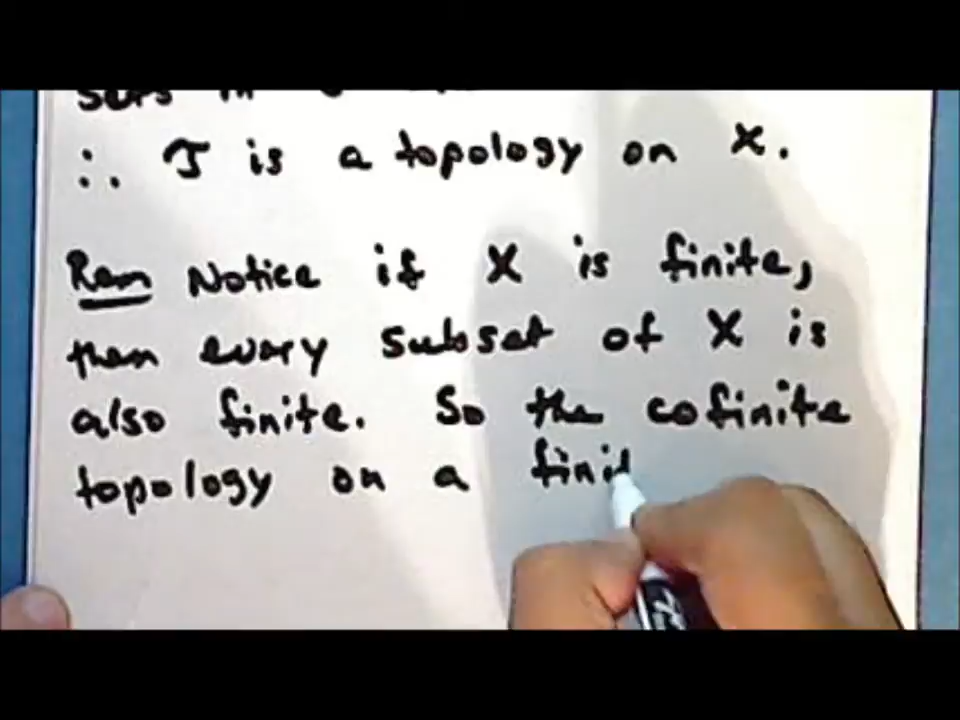 ∴ 𝒯 is a topology on X.
Rem Notice if X is finite,
then every subset of X is
also finite. So the cofinite
topology on a fini